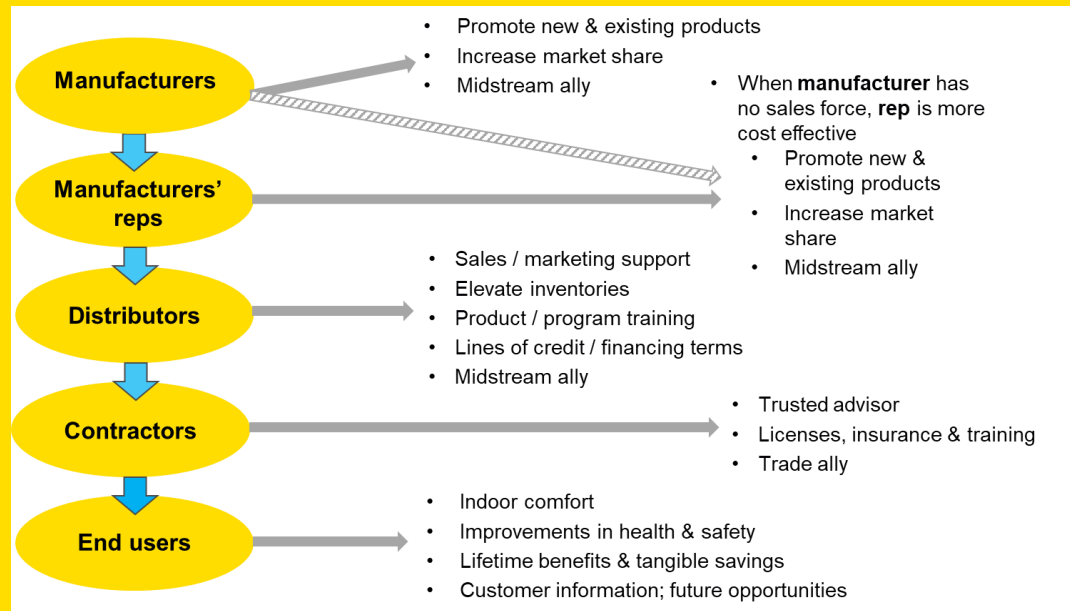 Manufacturers
• Promote new & existing products
• Increase market share
• Midstream ally
Manufacturers’
reps
• When manufacturer has
no sales force, rep is more
cost effective
• Promote new &
existing products
• Increase market
share
• Midstream ally
Distributors
• Sales / marketing support
• Elevate inventories
• Product / program training
• Lines of credit / financing terms
• Midstream ally
Contractors
• Trusted advisor
• Licenses, insurance & training
• Trade ally
End users
• Indoor comfort
• Improvements in health & safety
• Lifetime benefits & tangible savings
• Customer information; future opportunities